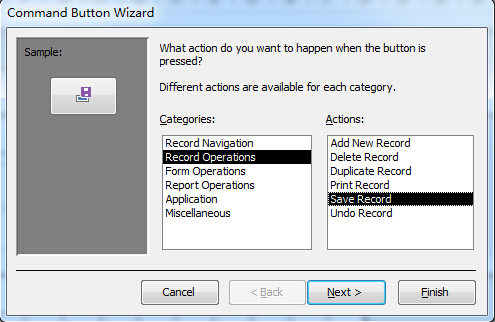 Command Button Wizard
Sample:
What action do you want to happen when the button is
pressed?
Different actions are available for each category.
Categories:
Actions:
Record Navigation
Record Operations
Form Operations
Report Operations
Application
Miscellaneous
Add New Record
Delete Record
Duplicate Record
Print Record
Save Record
Undo Record
Cancel
< Back
Next >
Finish